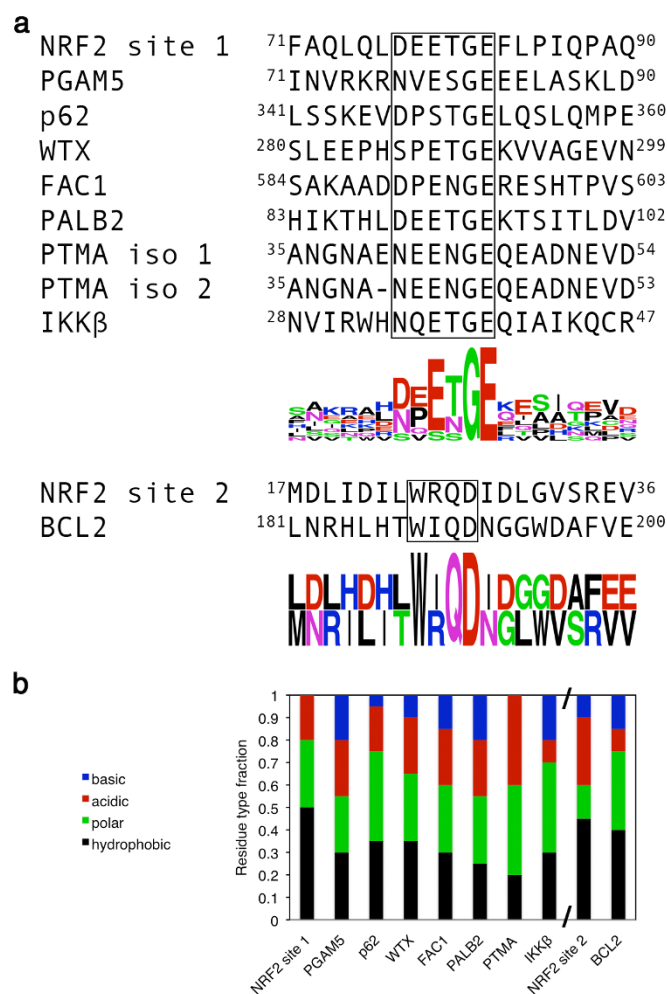 a
NRF2 site 1 71FAQLQLDEETGEFLPIQPAQ90
PGAM5 71INVRKRNVESGEEELASKLD90
p62 341LSSKEVDPSTGELQSLQMPE360
WTX 280SLEEPHSPETGEKVVAGEVN299
FAC1 584SAKAADDPENGERESHTPVS603
PALB2 83HIKTHLDEETGEKTSITLDV102
PTMA iso 1 35ANGNAENEENGEQEADNEVD54
PTMA iso 2 35ANGNA-NEENGEQEADNEVD53
IKKβ 28NVIRWHNQETGEQIAIKQCR47
NRF2 site 2 17MDLIDILWRQDIDLGVSREV36
BCL2 181LNRHLHTWIQDNGGWDAFVE200
LDLHDHLWIQDIDGGDAFEE
MNRILITWRQDNGLWVSRVV
b
basic
acidic
polar
hydrophobic
Residue type fraction
1
0.9
0.8
0.7
0.6
0.5
0.4
0.3
0.2
0.1
0
NRF2 site 1
PGAM5
p62
WTX
FAC1
PALB2
PTMA
IKKβ
NRF2 site 2
BCL2